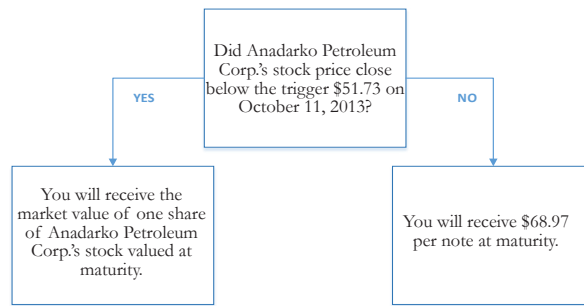 Did Anadarko Petroleum
Corp.'s stock price close
below the trigger $51.73 on
October 11, 2013?
YES
NO
You will receive the
market value of one share
of Anadarko Petroleum
Corp.'s stock valued at
maturity.
You will receive $68.97
per note at maturity.